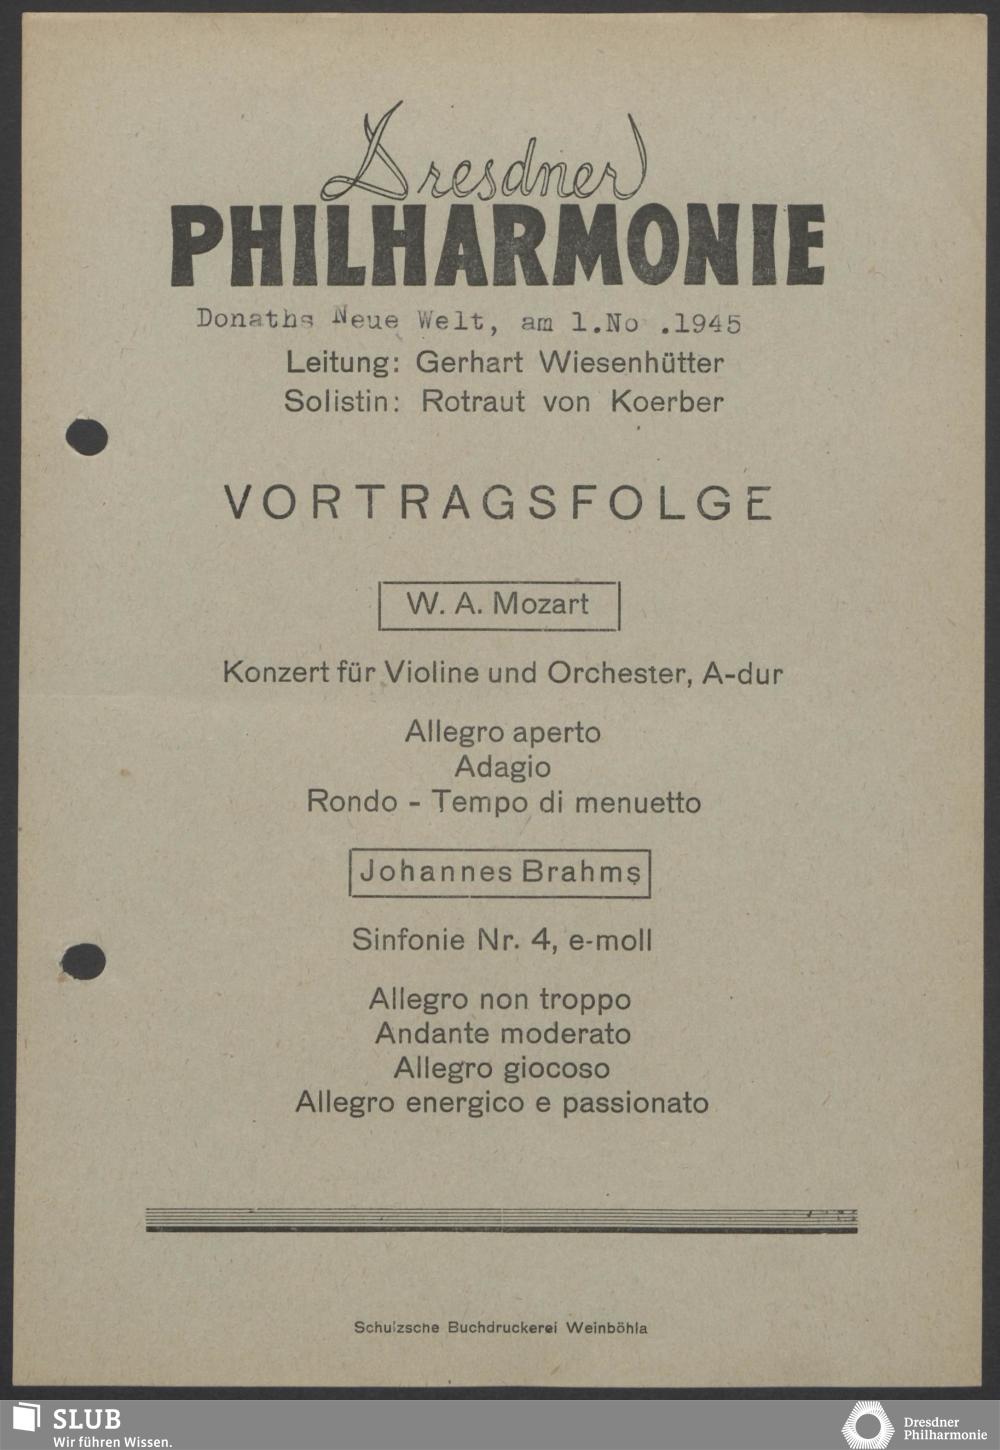 Dresdner
PHILHARMONIE
Donaths Neue Welt, am 1.No .1945
Leitung: Gerhart Wiesenhütter
Solistin: Rotraut von Koerber
VORTRAGSFOLGE
W. A. Mozart
Konzert für Violine und Orchester, A-dur
Allegro aperto
Adagio
Rondo - Tempo di menuetto
Johannes Brahms
Sinfonie Nr. 4, e-moll
Allegro non troppo
Andante moderato
Allegro giocoso
Allegro energico e passionato
Schulzsche Buchdruckerei Weinböhla
SLUB
Wir führen Wissen.
Dresdner
Philharmonie